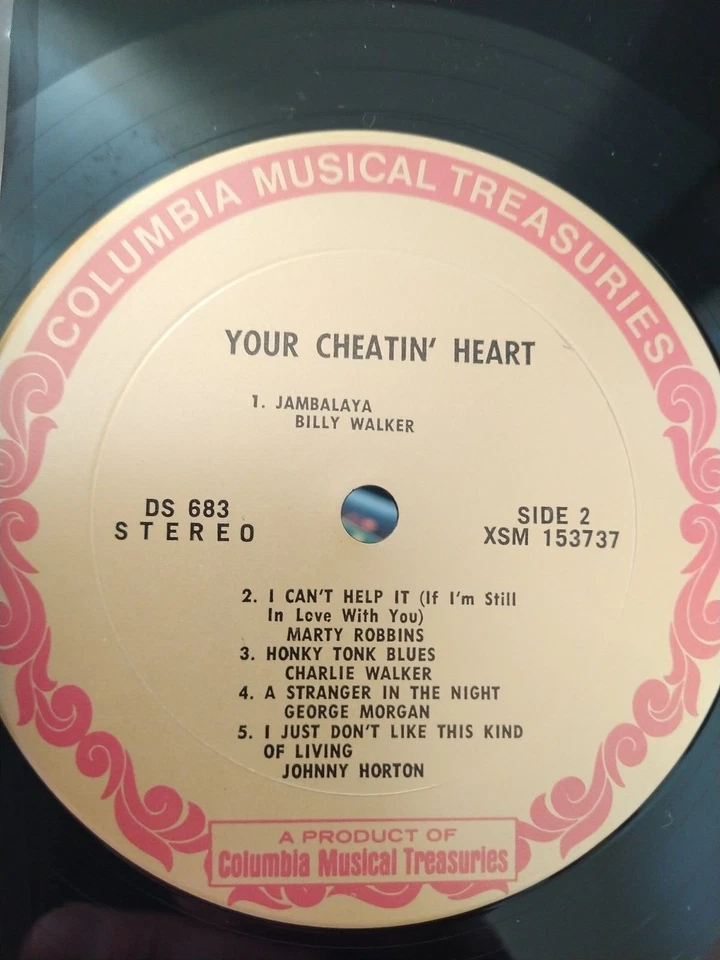 COLUMBIA MUSICAL TREASURIES
YOUR CHEATIN' HEART
1. JAMBALAYA
BILLY WALKER
DS 683
STEREO
SIDE 2
XSM 153737
2. I CAN'T HELP IT (If I'm Still
In Love With You)
MARTY ROBBINS
3. HONKY TONK BLUES
CHARLIE WALKER
4. A STRANGER IN THE NIGHT
GEORGE MORGAN
5. I JUST DON'T LIKE THIS KIND
OF LIVING
JOHNNY HORTON
A PRODUCT OF
Columbia Musical Treasuries